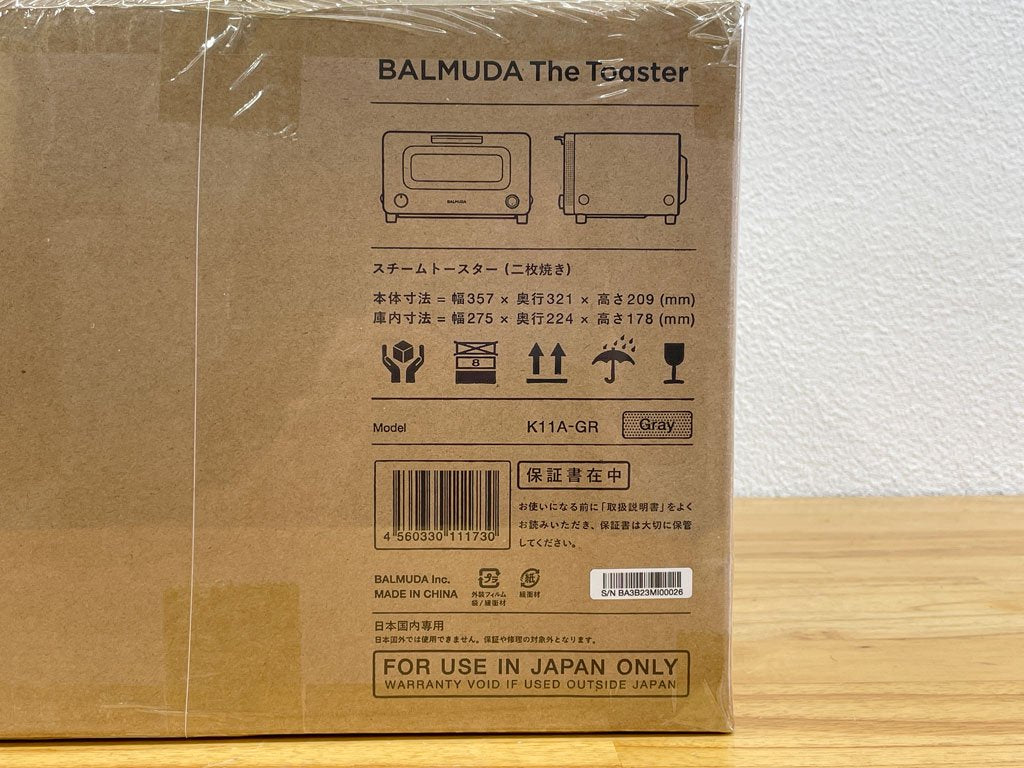 BALMUDA The Toaster
BALMUDA
スチームトースター (二枚焼き)
本体寸法 = 幅357 × 奥行321 × 高さ209 (mm)
庫内寸法 = 幅275 × 奥行224 × 高さ178 (mm)
8
Model K11A-GR Gray
4 560330 111730
保証書在中
お使いになる前に「取扱説明書」をよく
お読みいただき、保証書は大切に保管
してください。
BALMUDA Inc.
MADE IN CHINA
プラ
外装フィルム
袋/緩衝材
紙
緩衝材
S/N BA3B23MI00026
日本国内専用
日本国外では使用できません。保証や修理の対象外となります。
FOR USE IN JAPAN ONLY
WARRANTY VOID IF USED OUTSIDE JAPAN